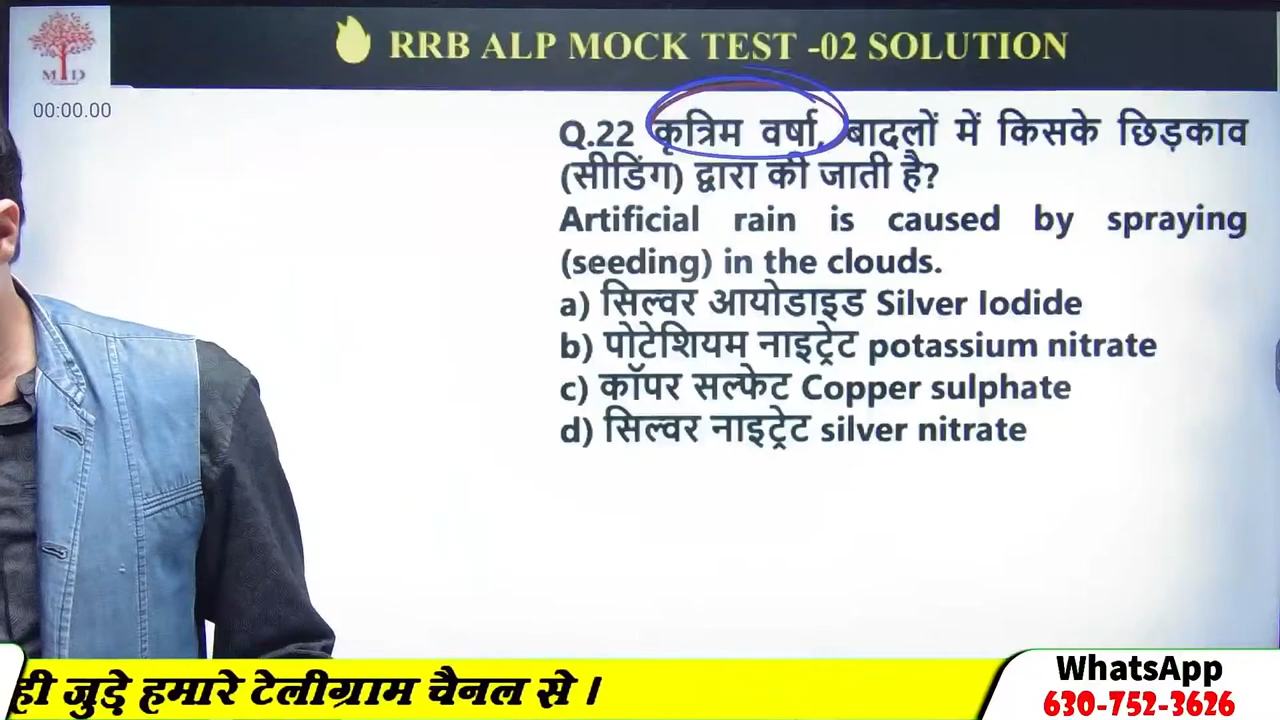 RRB ALP MOCK TEST -02 SOLUTION
M D
00:00.00
Q.22 कृत्रिम वर्षा, बादलों में किसके छिड़काव
(सीडिंग) द्वारा की जाती है?
Artificial rain is caused by spraying
(seeding) in the clouds.
a) सिल्वर आयोडाइड Silver Iodide
b) पोटेशियम नाइट्रेट potassium nitrate
c) कॉपर सल्फेट Copper sulphate
d) सिल्वर नाइट्रेट silver nitrate
ही जुड़े हमारे टेलीग्राम चैनल से ।
WhatsApp
630-752-3626